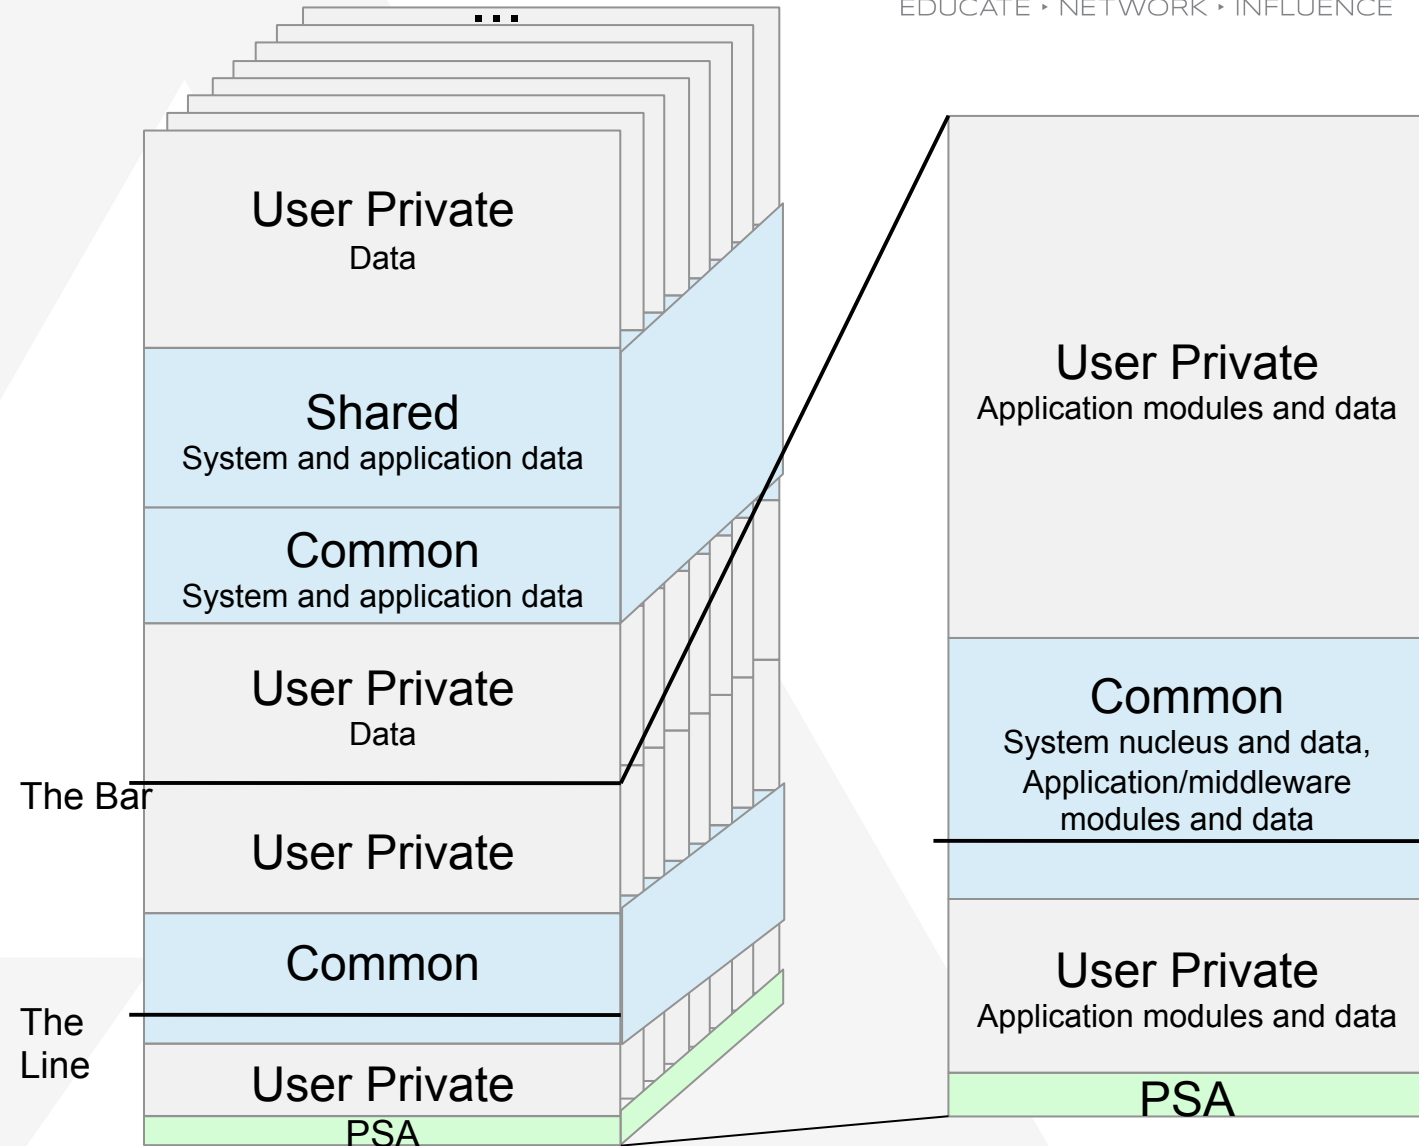 EDUCATE ‣ NETWORK ‣ INFLUENCE
...
User Private
Data
Shared
System and application data
Common
System and application data
User Private
Data
The Bar
User Private
Common
The
Line
User Private
PSA
User Private
Application modules and data
Common
System nucleus and data,
Application/middleware
modules and data
User Private
Application modules and data
PSA